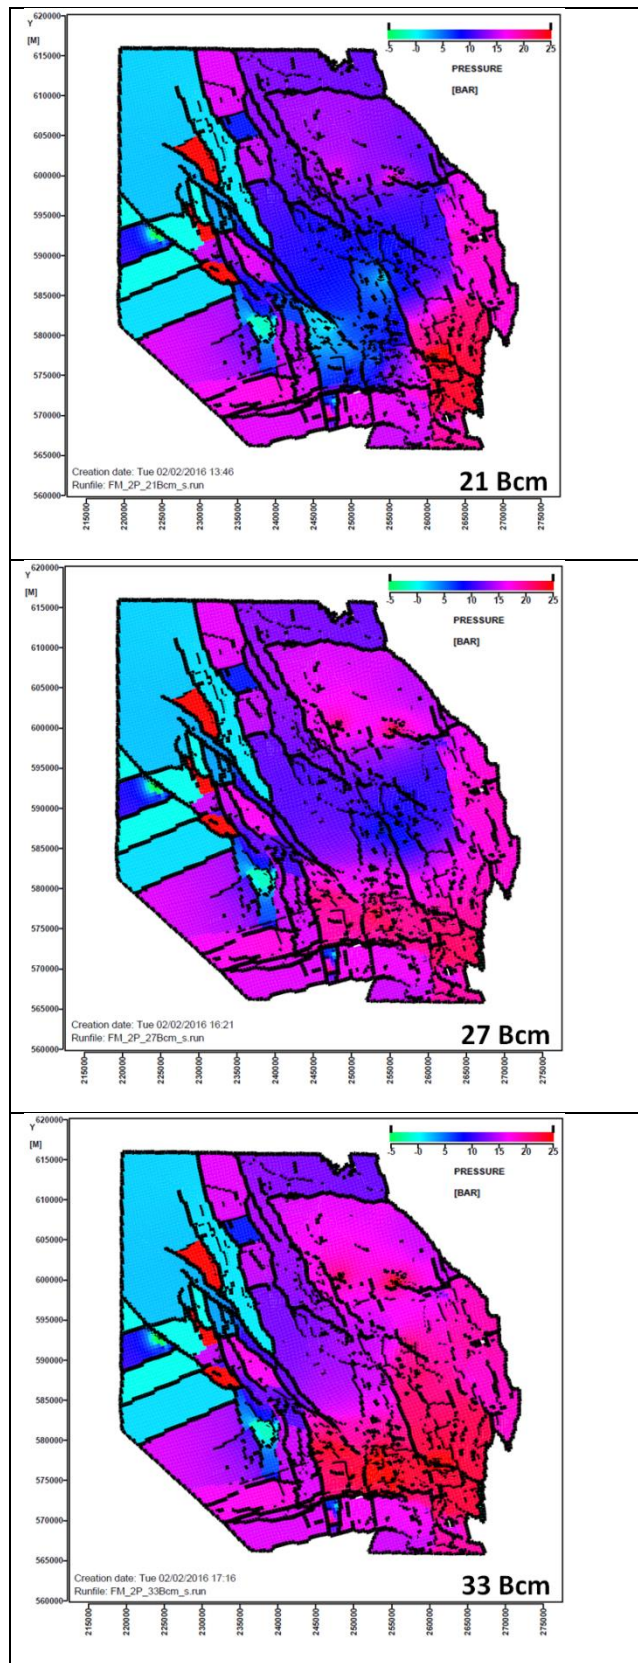 Y
[M]
620000
615000
610000
605000
600000
595000
590000
585000
580000
575000
570000
565000
560000
-5 -0 5 10 15 20 25
PRESSURE
[BAR]
Creation date: Tue 02/02/2016 13:46
Runfile: FM_2P_21Bcm_s.run
21 Bcm
215000 220000 225000 230000 235000 240000 245000 250000 255000 260000 265000 270000 275000
Y
[M]
620000
615000
610000
605000
600000
595000
590000
585000
580000
575000
570000
565000
560000
-5 -0 5 10 15 20 25
PRESSURE
[BAR]
Creation date: Tue 02/02/2016 16:21
Runfile: FM_2P_27Bcm_s.run
27 Bcm
215000 220000 225000 230000 235000 240000 245000 250000 255000 260000 265000 270000 275000
Y
[M]
620000
615000
610000
605000
600000
595000
590000
585000
580000
575000
570000
565000
560000
-5 -0 5 10 15 20 25
PRESSURE
[BAR]
Creation date: Tue 02/02/2016 17:16
Runfile: FM_2P_33Bcm_s.run
33 Bcm
215000 220000 225000 230000 235000 240000 245000 250000 255000 260000 265000 270000 275000